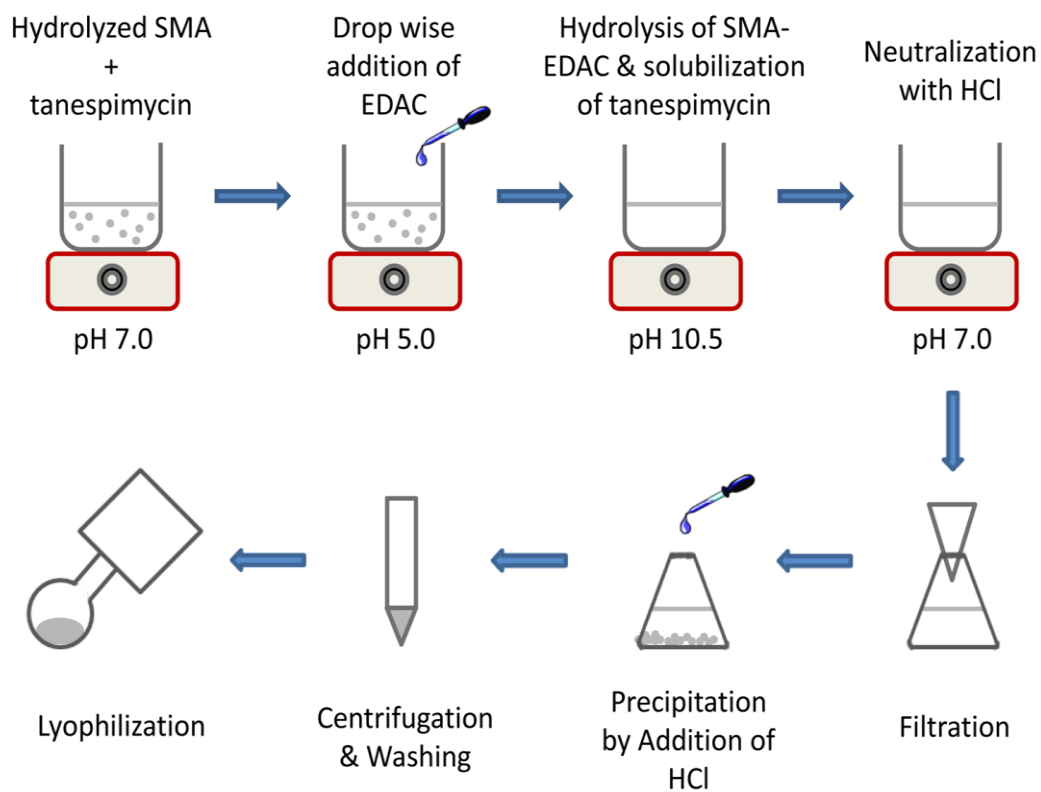 Hydrolyzed SMA
+
tanespimycin
Drop wise
addition of
EDAC
Hydrolysis of SMA-
EDAC & solubilization
of tanespimycin
Neutralization
with HCl
pH 7.0
pH 5.0
pH 10.5
pH 7.0
Lyophilization
Centrifugation
& Washing
Precipitation
by Addition of
HCl
Filtration